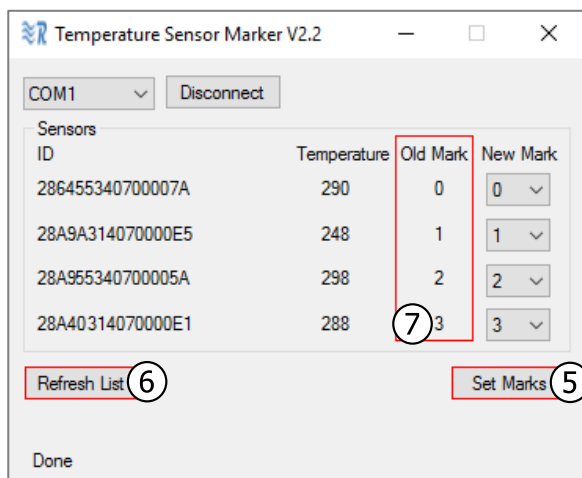 Temperature Sensor Marker V2.2
COM1 Disconnect
Sensors
ID Temperature Old Mark New Mark
286455340700007A 290 0 0
28A9A314070000E5 248 1 1
28A955340700005A 298 2 2
28A40314070000E1 288 7 3 3
Refresh List 6 Set Marks 5
Done